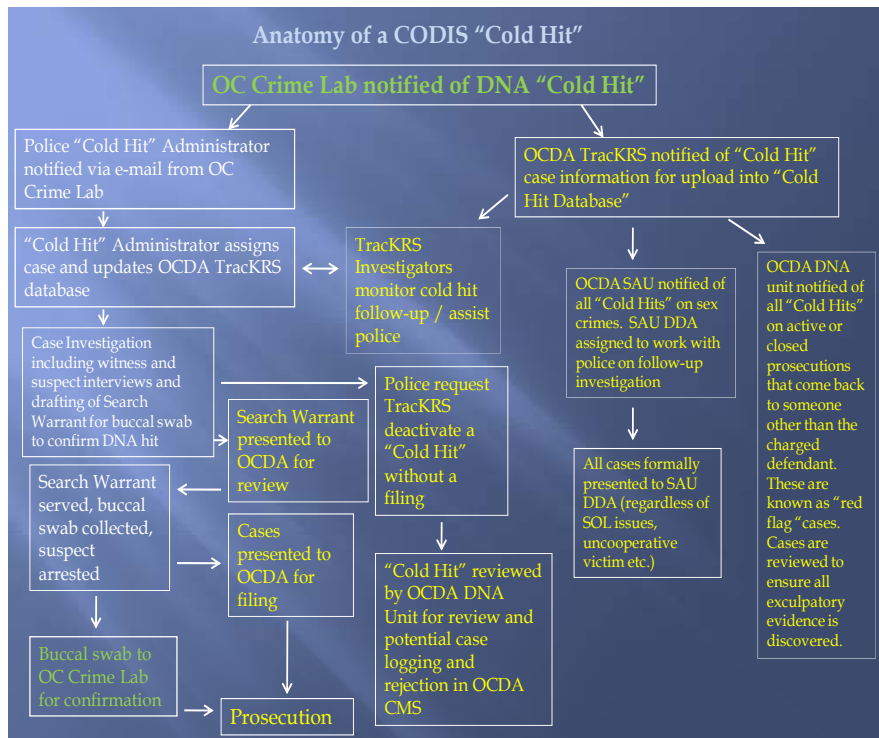 Anatomy of a CODIS “Cold Hit”
OC Crime Lab notified of DNA “Cold Hit”
Police “Cold Hit” Administrator
notified via e-mail from OC
Crime Lab
OCDA TracKRS notified of “Cold Hit”
case information for upload into “Cold
Hit Database”
“Cold Hit” Administrator assigns
case and updates OCDA TracKRS
database
TracKRS
Investigators
monitor cold hit
follow-up / assist
police
OCDA SAU notified of
all “Cold Hits” on sex
crimes.  SAU DDA
assigned to work with
police on follow-up
investigation
OCDA DNA
unit notified of
all “Cold Hits”
on active or
closed
prosecutions
that come back
to someone
other than the
charged
defendant.
These are
known as “red
flag “cases.
Cases are
reviewed to
ensure all
exculpatory
evidence is
discovered.
Case Investigation
including witness and
suspect interviews and
drafting of Search
Warrant for buccal swab
to confirm DNA hit
Police request
TracKRS
deactivate a
“Cold Hit”
without a
filing
Search Warrant
presented to
OCDA for
review
All cases formally
presented to SAU
DDA (regardless of
SOL issues,
uncooperative
victim etc.)
Search Warrant
served, buccal
swab collected,
suspect
arrested
Cases
presented to
OCDA for
filing
“Cold Hit” reviewed
by OCDA DNA
Unit for review and
potential case
logging and
rejection in OCDA
CMS
Buccal swab to
OC Crime Lab
for confirmation
Prosecution